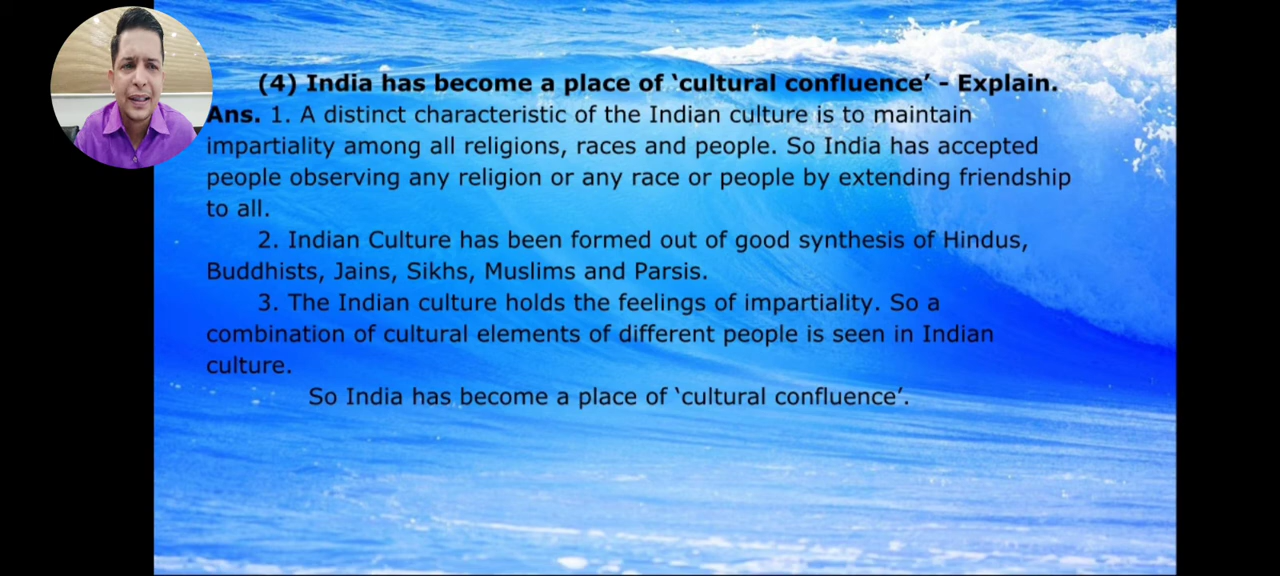 (4) India has become a place of ‘cultural confluence’ - Explain.
Ans. 1. A distinct characteristic of the Indian culture is to maintain
impartiality among all religions, races and people. So India has accepted
people observing any religion or any race or people by extending friendship
to all.
2. Indian Culture has been formed out of good synthesis of Hindus,
Buddhists, Jains, Sikhs, Muslims and Parsis.
3. The Indian culture holds the feelings of impartiality. So a
combination of cultural elements of different people is seen in Indian
culture.
So India has become a place of ‘cultural confluence’.